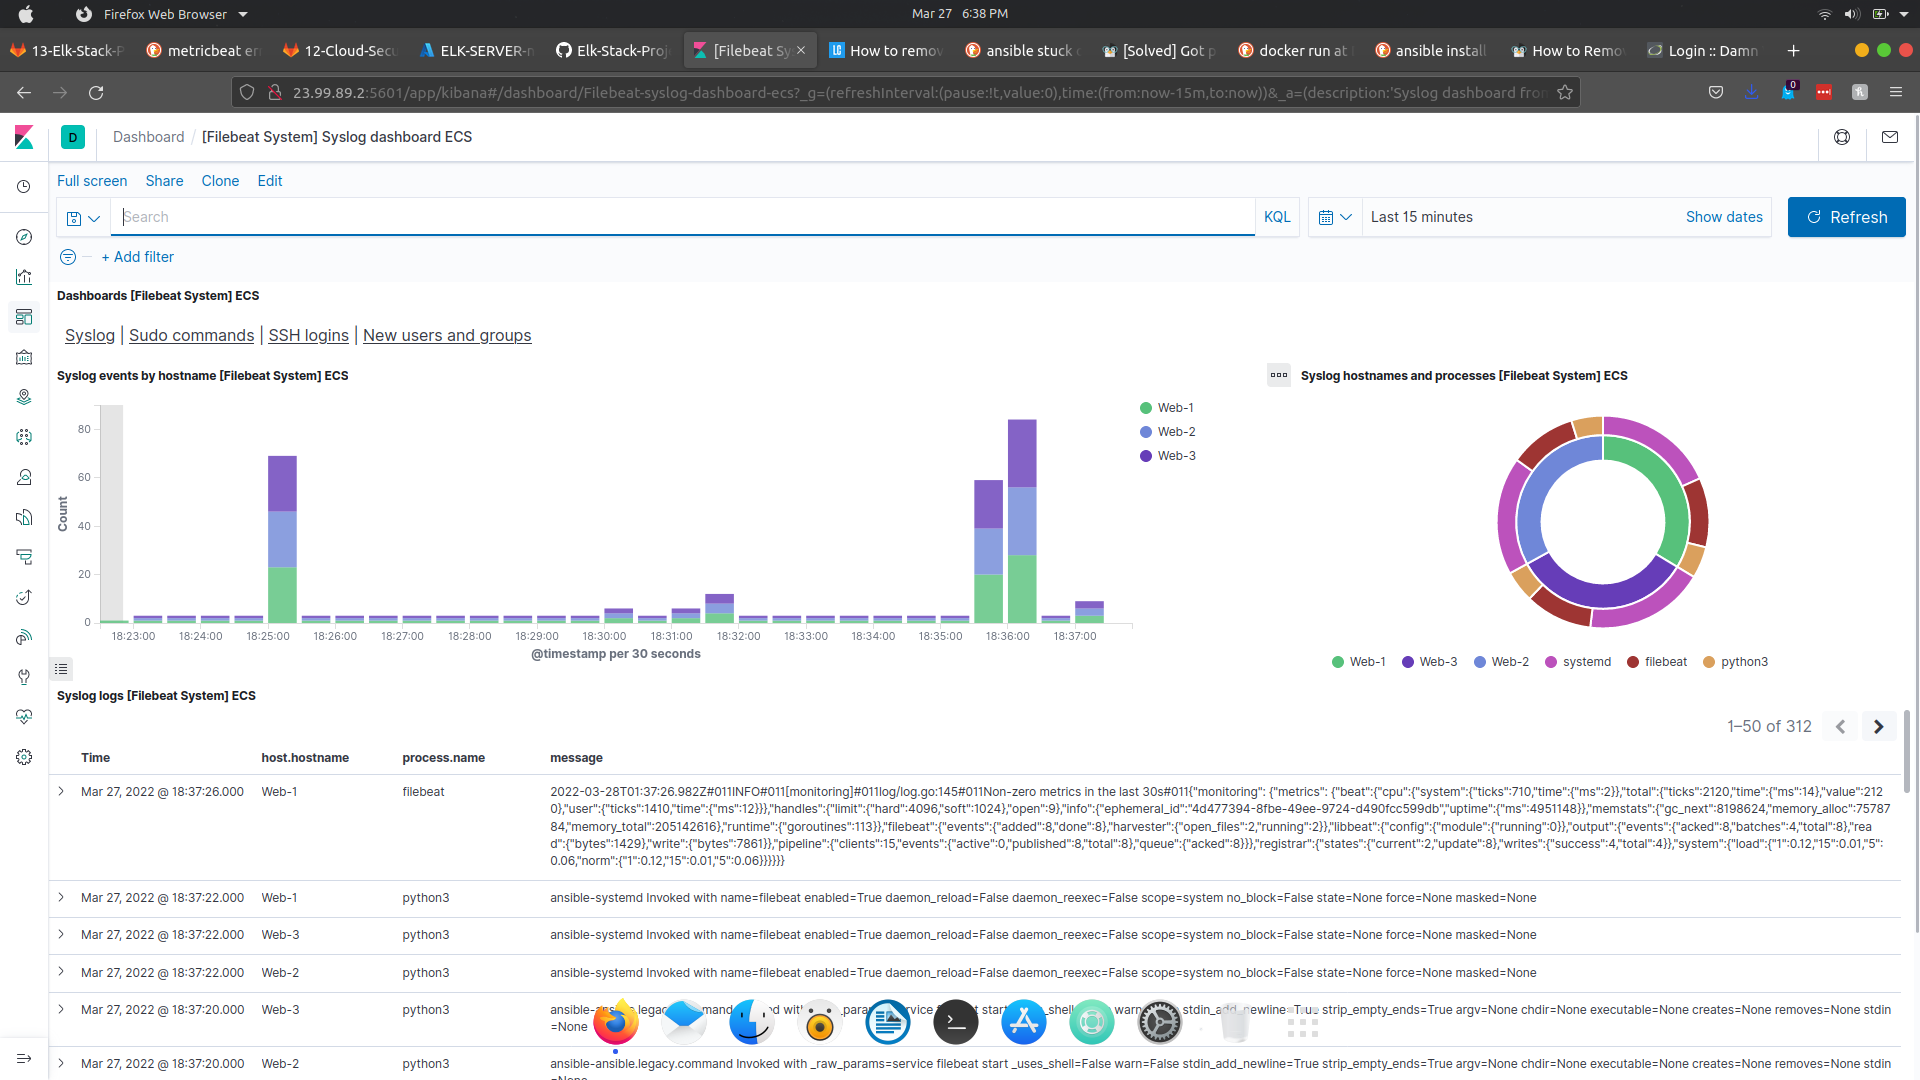 Firefox Web Browser
Mar 27 6:38 PM
13-Elk-Stack-P
metricbeat er
12-Cloud-Secu
ELK-SERVER-n
Elk-Stack-Proj
[Filebeat Sy
How to remov
ansible stuck
[Solved] Got p
docker run at
ansible install
How to Remo
Login :: Damn
23.99.89.2:5601/app/kibana#/dashboard/Filebeat-syslog-dashboard-ecs?_g=(refreshInterval:(pause:!t,value:0),time:(from:now-15m,to:now))&_a=(description:'Syslog dashboard from
0
D
Dashboard / [Filebeat System] Syslog dashboard ECS
Full screen Share Clone Edit
Search
KQL
Last 15 minutes
Show dates
Refresh
+ Add filter
Dashboards [Filebeat System] ECS
Syslog | Sudo commands | SSH logins | New users and groups
Syslog events by hostname [Filebeat System] ECS
Count
80
60
40
20
0
18:23:00 18:24:00 18:25:00 18:26:00 18:27:00 18:28:00 18:29:00 18:30:00 18:31:00 18:32:00 18:33:00 18:34:00 18:35:00 18:36:00 18:37:00
@timestamp per 30 seconds
Web-1
Web-2
Web-3
Syslog hostnames and processes [Filebeat System] ECS
Web-1 Web-3 Web-2 systemd filebeat python3
Syslog logs [Filebeat System] ECS
1–50 of 312
Time host.hostname process.name message
Mar 27, 2022 @ 18:37:26.000 Web-1 filebeat 2022-03-28T01:37:26.982Z#011INFO#011[monitoring]#011log/log.go:145#011Non-zero metrics in the last 30s#011{"monitoring": {"metrics": {"beat":{"cpu":{"system":{"ticks":710,"time":{"ms":2}},"total":{"ticks":2120,"time":{"ms":14},"value":212
0},"user":{"ticks":1410,"time":{"ms":12}}},"handles":{"limit":{"hard":4096,"soft":1024},"open":9},"info":{"ephemeral_id":"4d477394-8fbe-49ee-9724-d490fcc599db","uptime":{"ms":4951148}},"memstats":{"gc_next":8198624,"memory_alloc":75787
84,"memory_total":205142616},"runtime":{"goroutines":113}},"filebeat":{"events":{"added":8,"done":8},"harvester":{"open_files":2,"running":2}},"libbeat":{"config":{"module":{"running":0}},"output":{"events":{"acked":8,"batches":4,"total":8},"rea
d":{"bytes":1429},"write":{"bytes":7861}},"pipeline":{"clients":15,"events":{"active":0,"published":8,"total":8},"queue":{"acked":8}}},"registrar":{"states":{"current":2,"update":8},"writes":{"success":4,"total":4}},"system":{"load":{"1":0.12,"15":0.01,"5":
0.06,"norm":{"1":0.12,"15":0.01,"5":0.06}}}}}}
Mar 27, 2022 @ 18:37:22.000 Web-1 python3 ansible-systemd Invoked with name=filebeat enabled=True daemon_reload=False daemon_reexec=False scope=system no_block=False state=None force=None masked=None
Mar 27, 2022 @ 18:37:22.000 Web-3 python3 ansible-systemd Invoked with name=filebeat enabled=True daemon_reload=False daemon_reexec=False scope=system no_block=False state=None force=None masked=None
Mar 27, 2022 @ 18:37:22.000 Web-2 python3 ansible-systemd Invoked with name=filebeat enabled=True daemon_reload=False daemon_reexec=False scope=system no_block=False state=None force=None masked=None
Mar 27, 2022 @ 18:37:20.000 Web-3 python3 ansible-ansible.legacy.command Invoked with _raw_params=service filebeat start _uses_shell=False warn=False stdin_add_newline=True strip_empty_ends=True argv=None chdir=None executable=None creates=None removes=None stdin
=None
Mar 27, 2022 @ 18:37:20.000 Web-2 python3 ansible-ansible.legacy.command Invoked with _raw_params=service filebeat start _uses_shell=False warn=False stdin_add_newline=True strip_empty_ends=True argv=None chdir=None executable=None creates=None removes=None stdin
=None